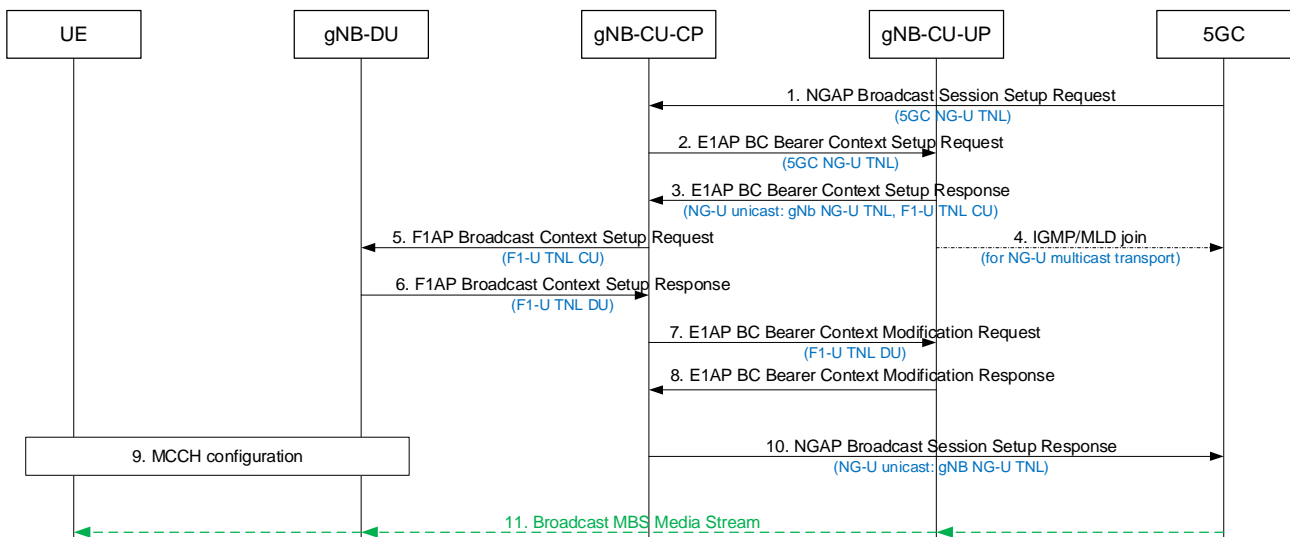 UE
gNB-DU
gNB-CU-CP
gNB-CU-UP
5GC
1. NGAP Broadcast Session Setup Request
(5GC NG-U TNL)
2. E1AP BC Bearer Context Setup Request
(5GC NG-U TNL)
3. E1AP BC Bearer Context Setup Response
(NG-U unicast: gNb NG-U TNL, F1-U TNL CU)
5. F1AP Broadcast Context Setup Request
(F1-U TNL CU)
4. IGMP/MLD join
(for NG-U multicast transport)
6. F1AP Broadcast Context Setup Response
(F1-U TNL DU)
7. E1AP BC Bearer Context Modification Request
(F1-U TNL DU)
8. E1AP BC Bearer Context Modification Response
9. MCCH configuration
10. NGAP Broadcast Session Setup Response
(NG-U unicast: gNB NG-U TNL)
11. Broadcast MBS Media Stream